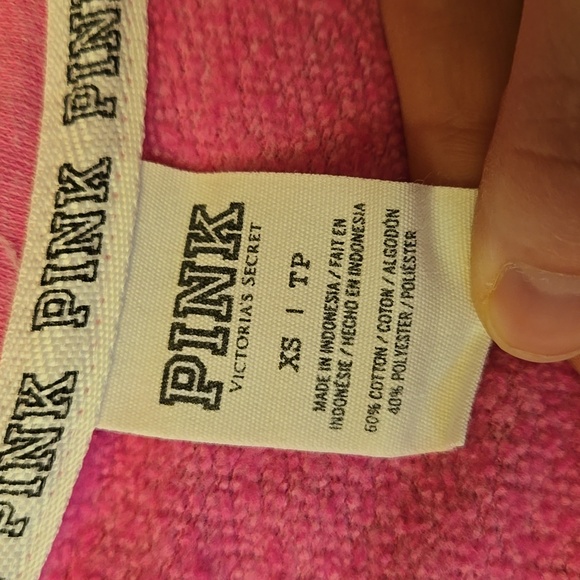 PINK
PINK
PINK
PINK
VICTORIA'S SECRET
XS | TP
MADE IN INDONESIA / FAIT EN
INDONÉSIE / HECHO EN INDONESIA
60% COTTON / COTON / ALGODÓN
40% POLYESTER / POLIÉSTER